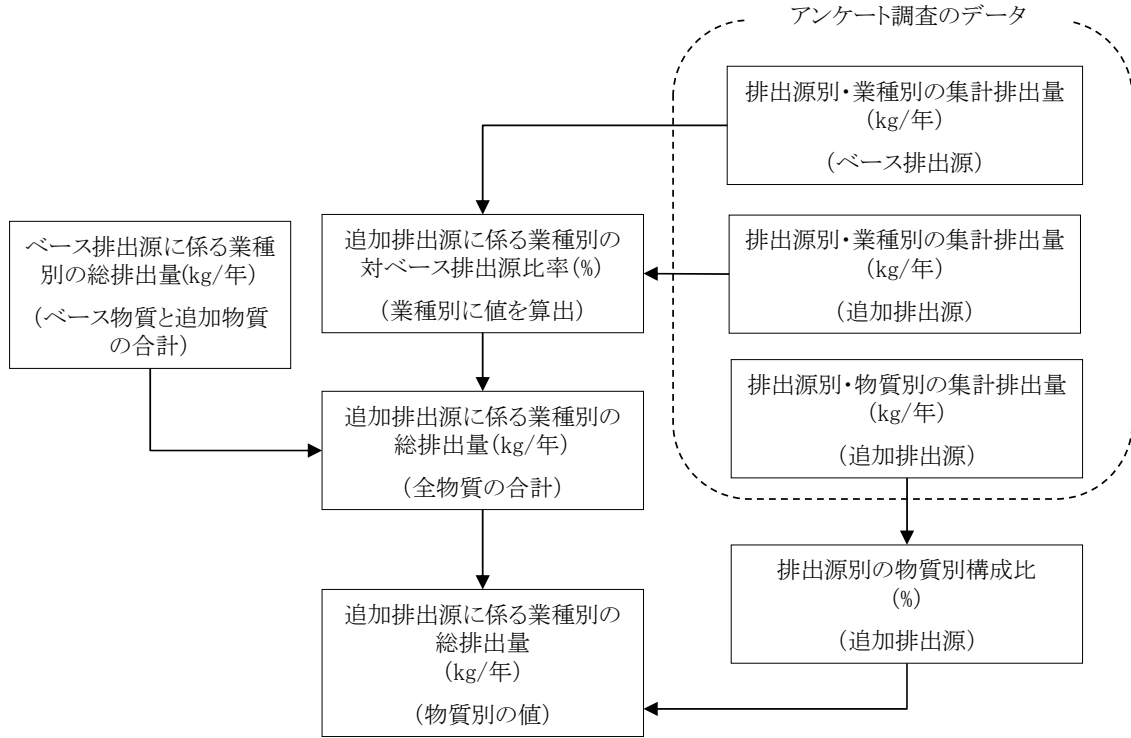 アンケート調査のデータ
排出源別・業種別の集計排出量
(kg/年)
(ベース排出源)
ベース排出源に係る業種
別の総排出量(kg/年)
(ベース物質と追加物質
の合計)
追加排出源に係る業種別の
対ベース排出源比率(%)
(業種別に値を算出)
排出源別・業種別の集計排出量
(kg/年)
(追加排出源)
追加排出源に係る業種別の
総排出量(kg/年)
(全物質の合計)
排出源別・物質別の集計排出量
(kg/年)
(追加排出源)
追加排出源に係る業種別の
総排出量
(kg/年)
(物質別の値)
排出源別の物質別構成比
(%)
(追加排出源)